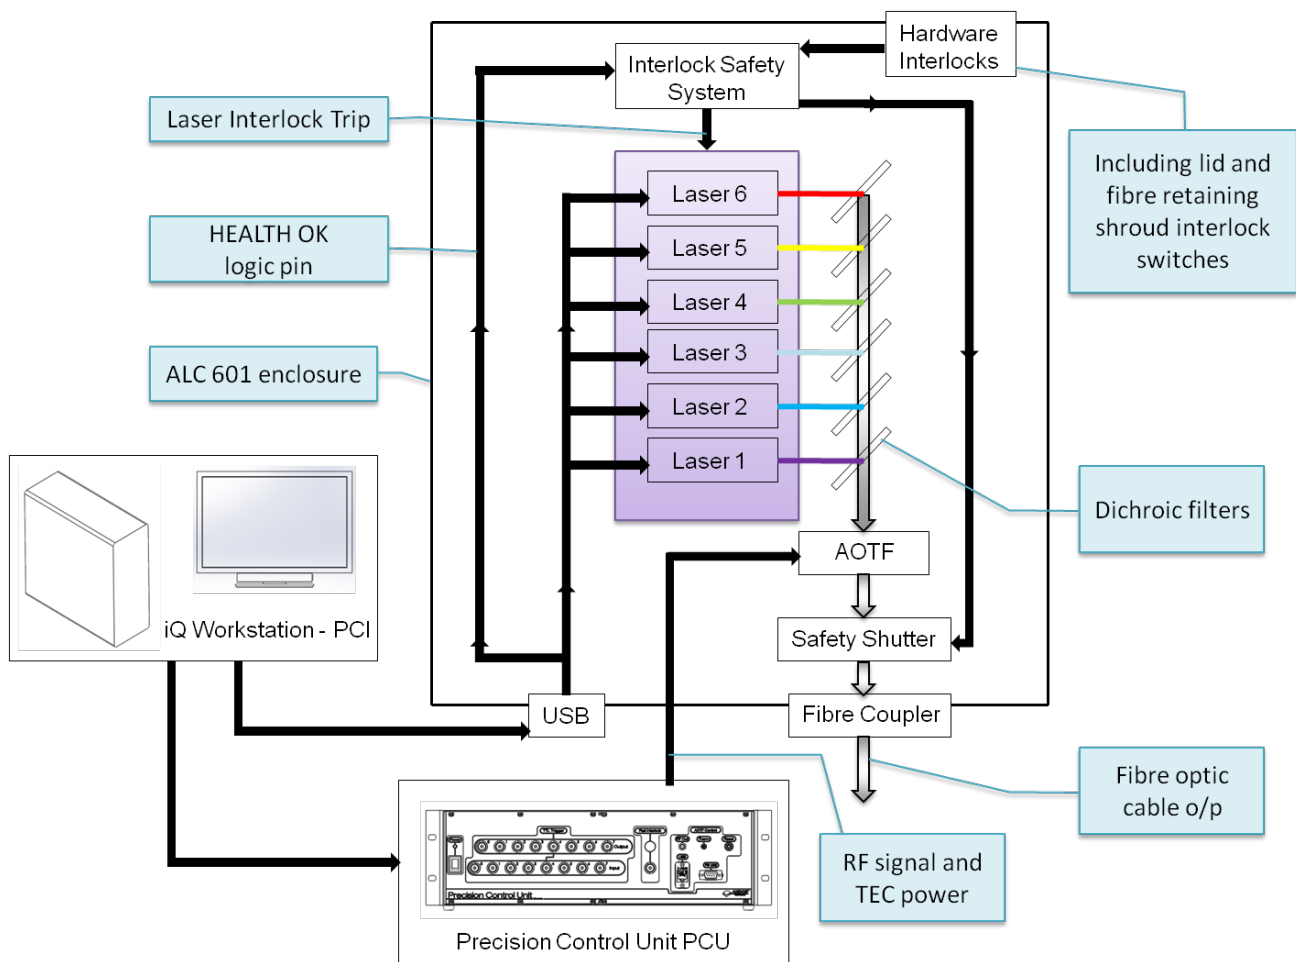 Hardware
Interlocks
Interlock Safety
System
Laser Interlock Trip
Including lid and
fibre retaining
shroud interlock
switches
HEALTH OK
logic pin
Laser 6
Laser 5
Laser 4
Laser 3
Laser 2
Laser 1
ALC 601 enclosure
Dichroic filters
AOTF
iQ Workstation - PCI
Safety Shutter
USB
Fibre Coupler
Fibre optic
cable o/p
RF signal and
TEC power
Output
Input
Precision Control Unit
Precision Control Unit PCU